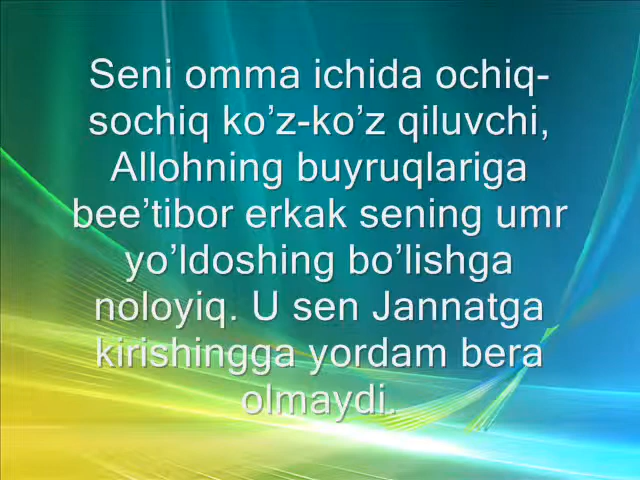 Seni omma ichida ochiq-
sochiq ko’z-ko’z qiluvchi,
Allohning buyruqlariga
bee’tibor erkak sening umr
yo’ldoshing bo’lishga
noloyiq. U sen Jannatga
kirishingga yordam bera
olmaydi.